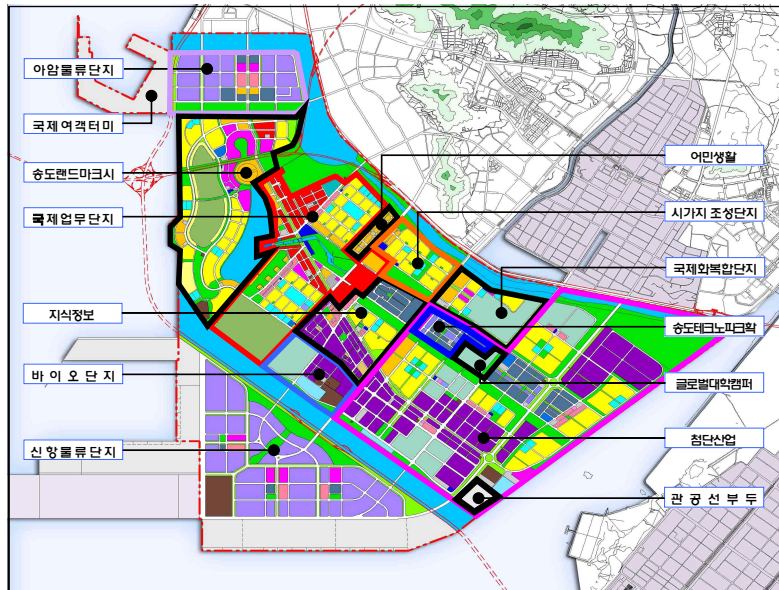 아암물류단지
국제여객터미
송도랜드마크시
국제업무단지
지식정보
바이오단지
신항물류단지
어민생활
시가지 조성단지
국제화복합단지
송도테크노파크확
글로벌대학캠퍼
첨단산업
관공선부두